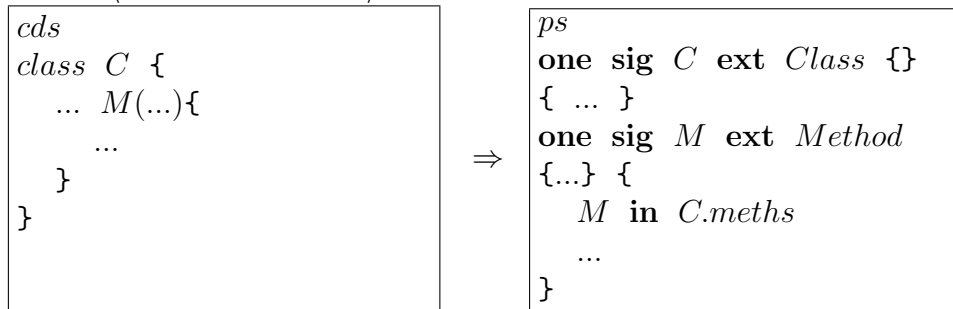 cds
class C {
... M(...){
...
}
}
⇒
ps
one sig C ext Class {}
{ ... }
one sig M ext Method
{...} {
M in C.meths
...
}